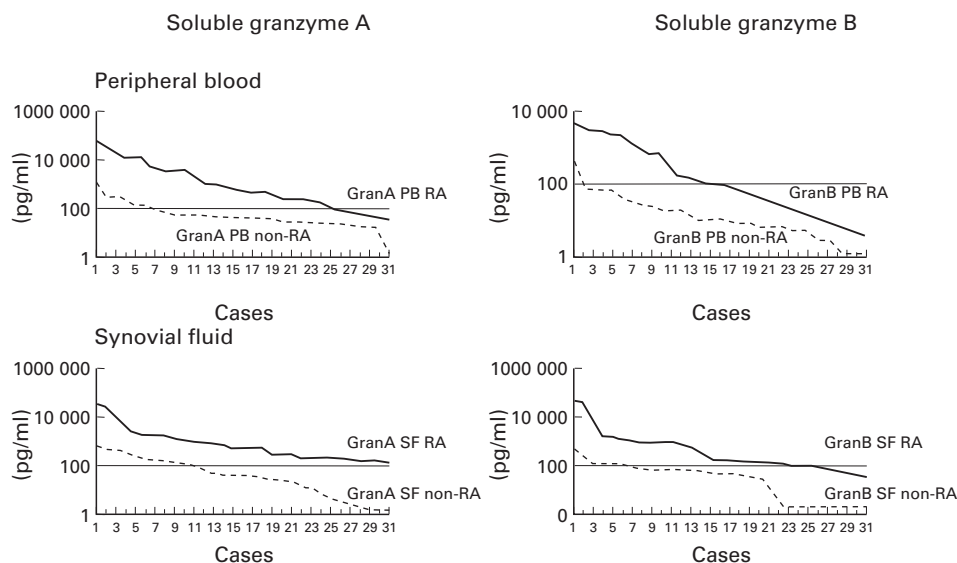 Soluble granzyme A
Soluble granzyme B
Peripheral blood
1000 000
10 000
100
1
(pg/ml)
GranA PB RA
GranA PB non-RA
1 3 5 7 9 11 13 15 17 19 21 23 25 27 29 31
Cases
10 000
100
1
(pg/ml)
GranB PB RA
GranB PB non-RA
1 3 5 7 9 11 13 15 17 19 21 23 25 27 29 31
Cases
Synovial fluid
1000 000
10 000
100
1
(pg/ml)
GranA SF RA
GranA SF non-RA
1 3 5 7 9 11 13 15 17 19 21 23 25 27 29 31
Cases
1000 000
10 000
100
0
(pg/ml)
GranB SF RA
GranB SF non-RA
1 3 5 7 9 11 13 15 17 19 21 23 25 27 29 31
Cases